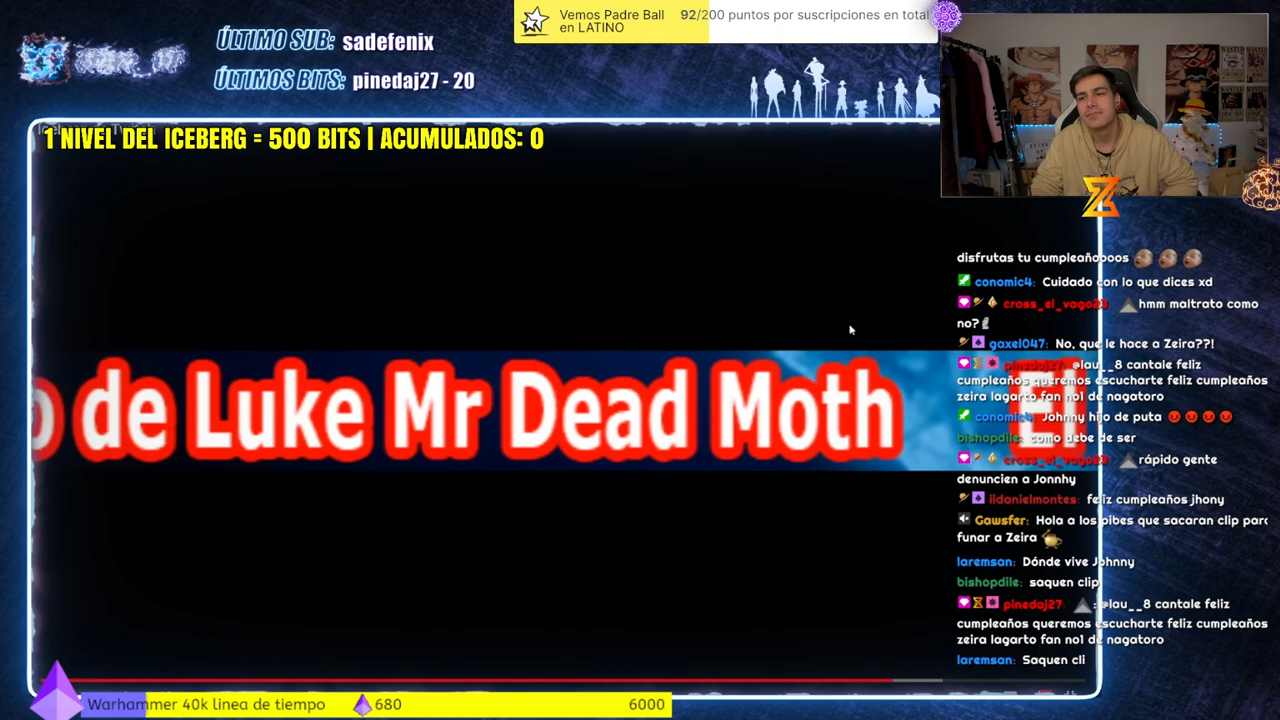 ÚLTIMO SUB: sadefenix
ÚLTIMOS BITS: pinedaj27 - 20
Vemos Padre Ball
en LATINO
92/200 puntos por suscripciones en total
1 NIVEL DEL ICEBERG = 500 BITS | ACUMULADOS: 0
de Luke Mr Dead Moth
disfrutas tu cumpleañoooos
conomic4: Cuidado con lo que dices xd
cross_el_vago23 hmm maltrato como
no?
gaxel047: No, que le hace a Zeira??!
pinedaj27: @lau__8 cantale feliz
cumpleaños queremos escucharte feliz cumpleaños
zeira lagarto fan no1 de nagatoro
conomic4: Johnny hijo de puta
bishopdile: como debe de ser
cross_el_vago23 rápido gente
denuncien a Jonnhy
iidanielmontes: feliz cumpleaños jhony
Gawsfer: Hola a los pibes que sacaran clip para
funar a Zeira
laremsan: Dónde vive Johnny
bishopdile: saquen clip
pinedaj27: : @lau__8 cantale feliz
cumpleaños queremos escucharte feliz cumpleaños
zeira lagarto fan no1 de nagatoro
laremsan: Saquen cli
Warhammer 40k linea de tiempo
680
6000